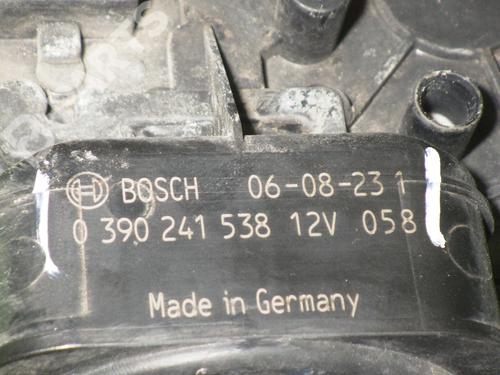 BOSCH 06-08-23 1
0 390 241 538 12V 058
Made in Germany